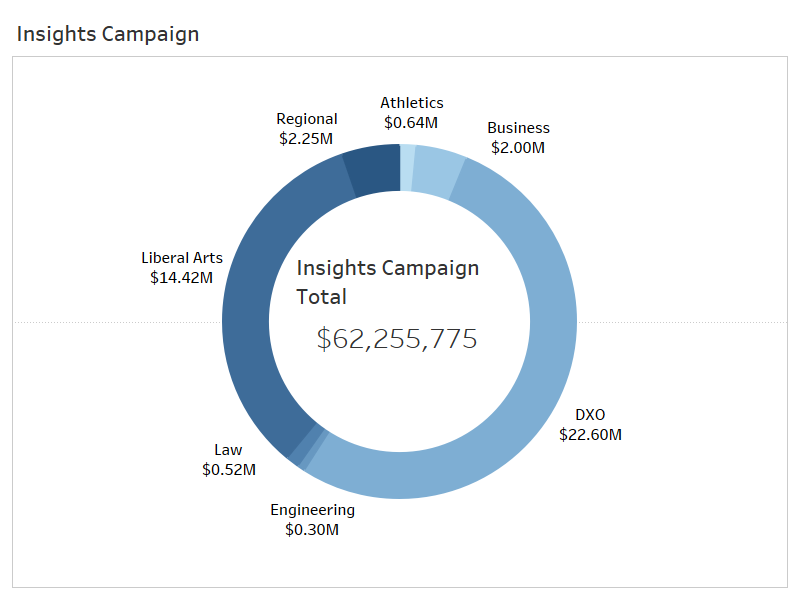 Insights Campaign
Athletics
$0.64M
Regional
$2.25M
Business
$2.00M
Liberal Arts
$14.42M
Insights Campaign
Total
$62,255,775
DXO
$22.60M
Law
$0.52M
Engineering
$0.30M